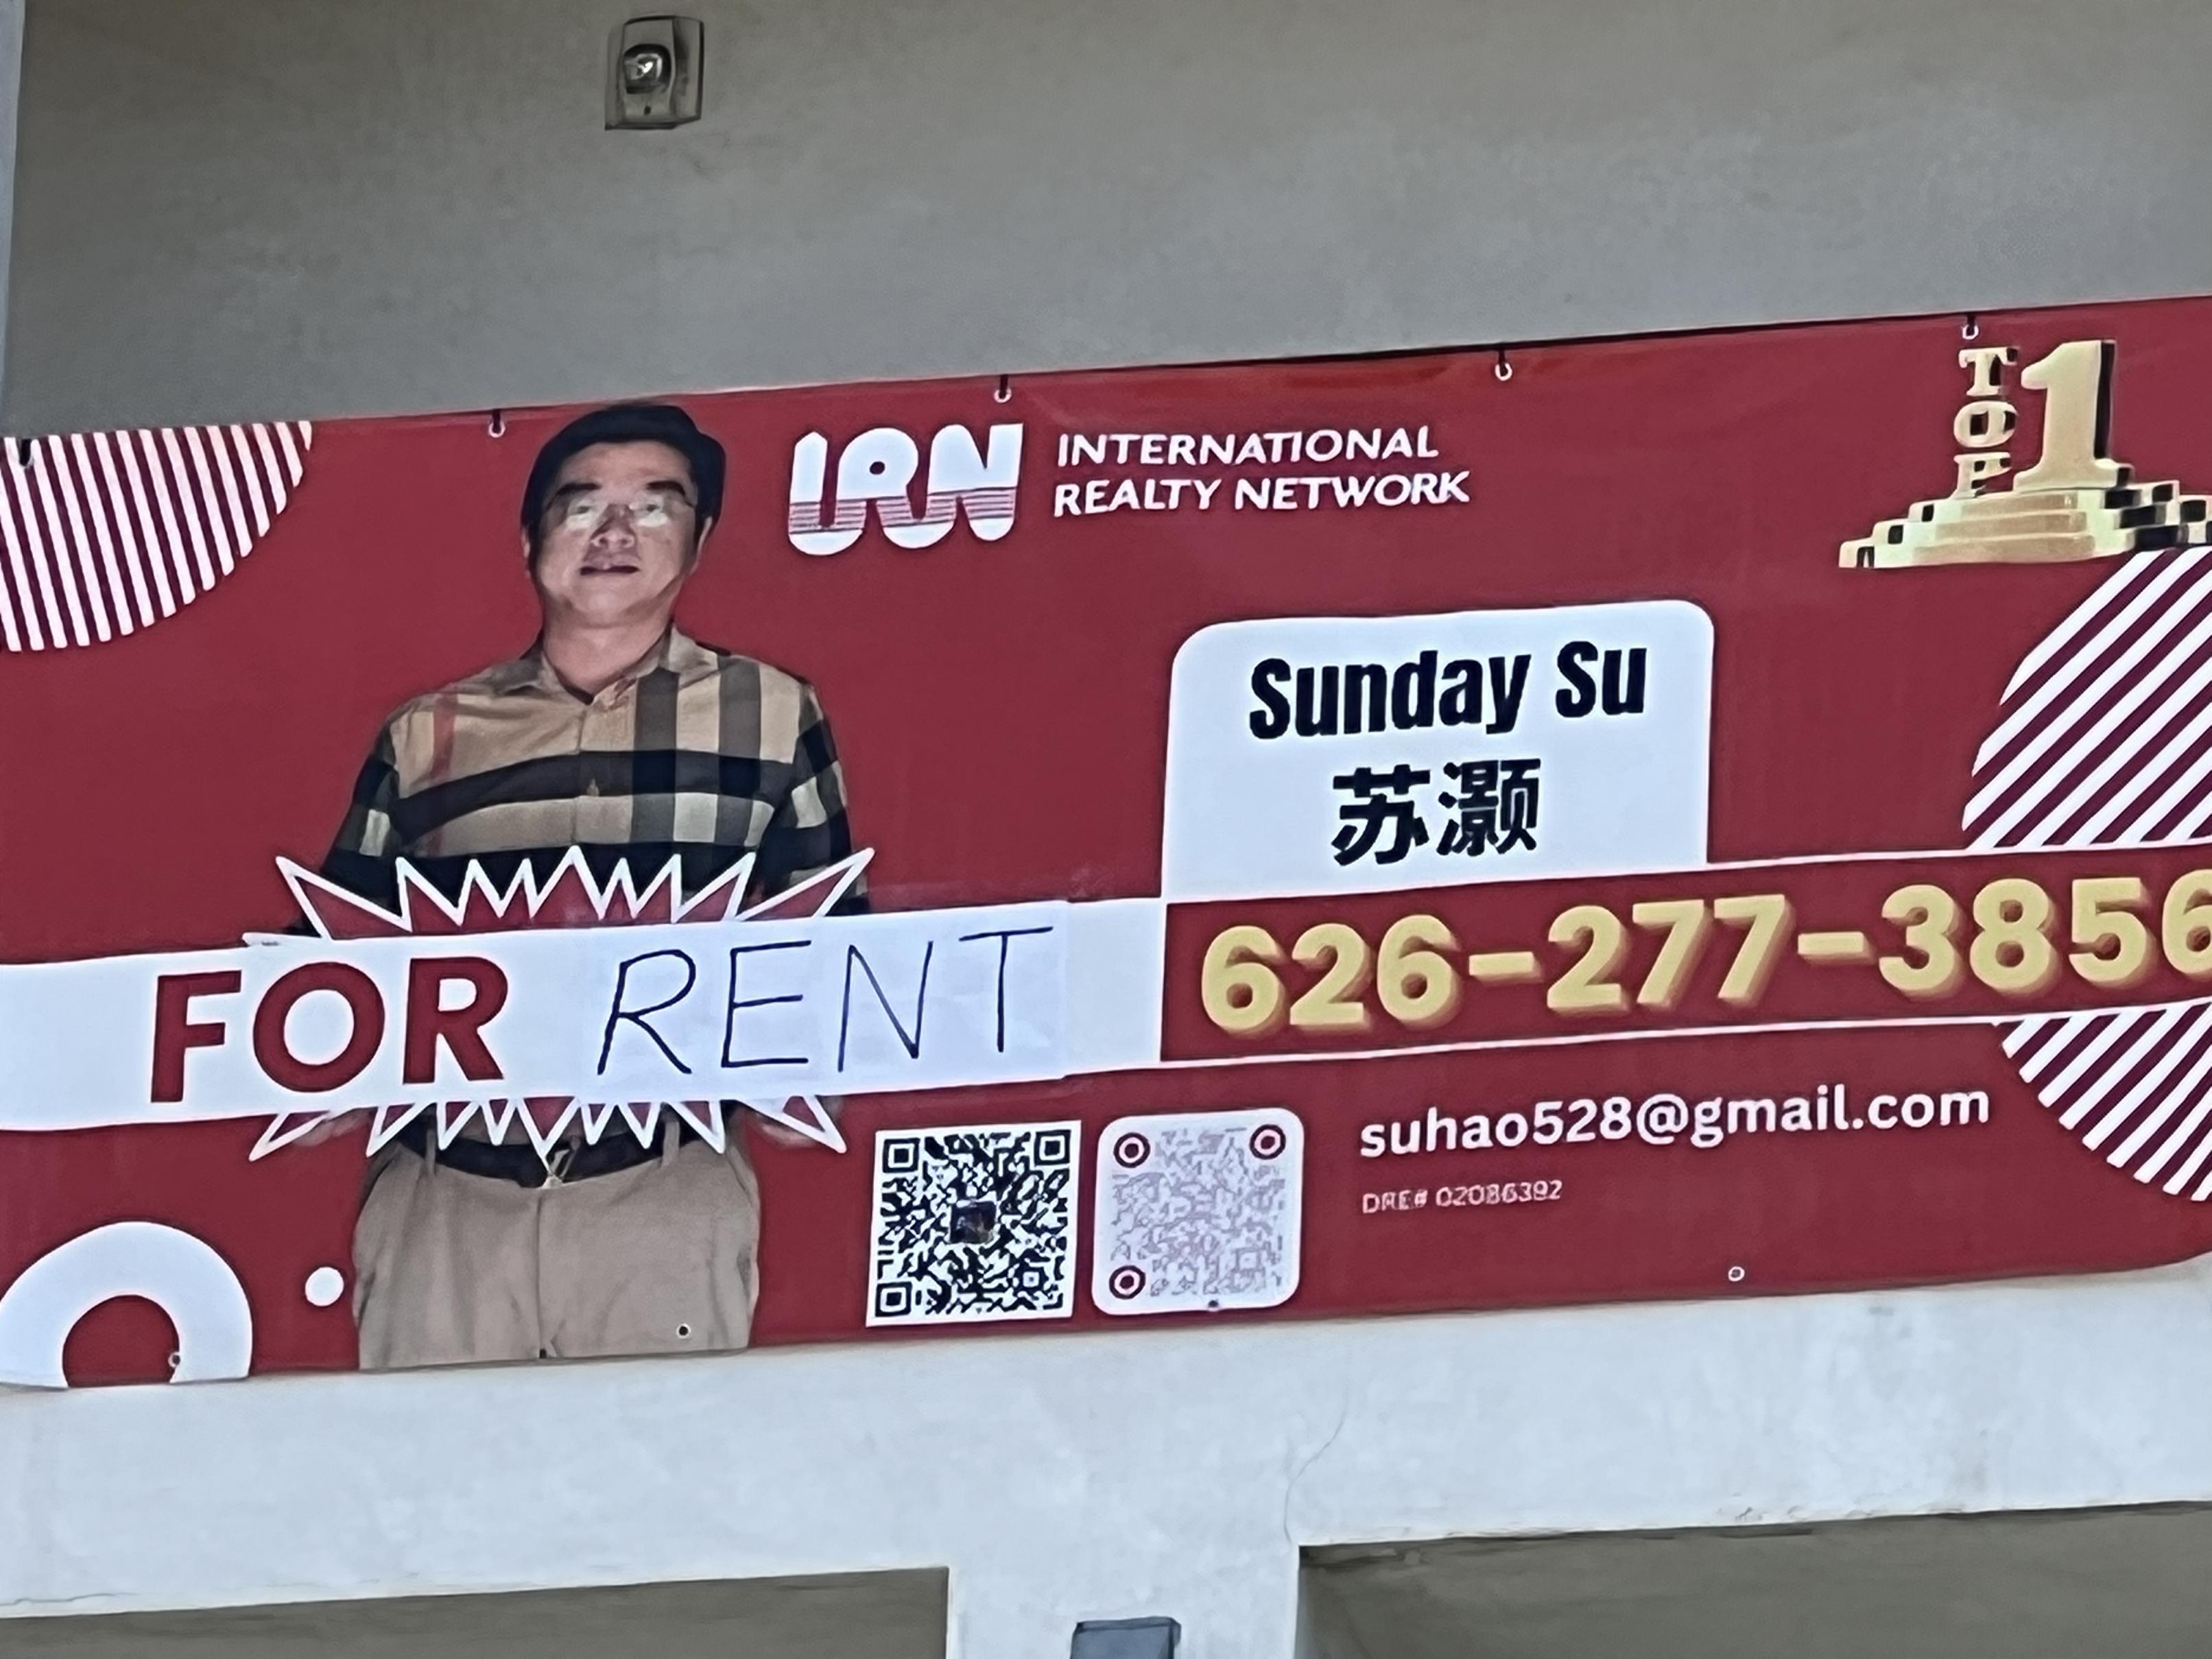 IRN INTERNATIONAL
REALTY NETWORK
TOP 1
Sunday Su
苏灏
FOR RENT
626-277-3856
suhao528@gmail.com
DRE# 02086392